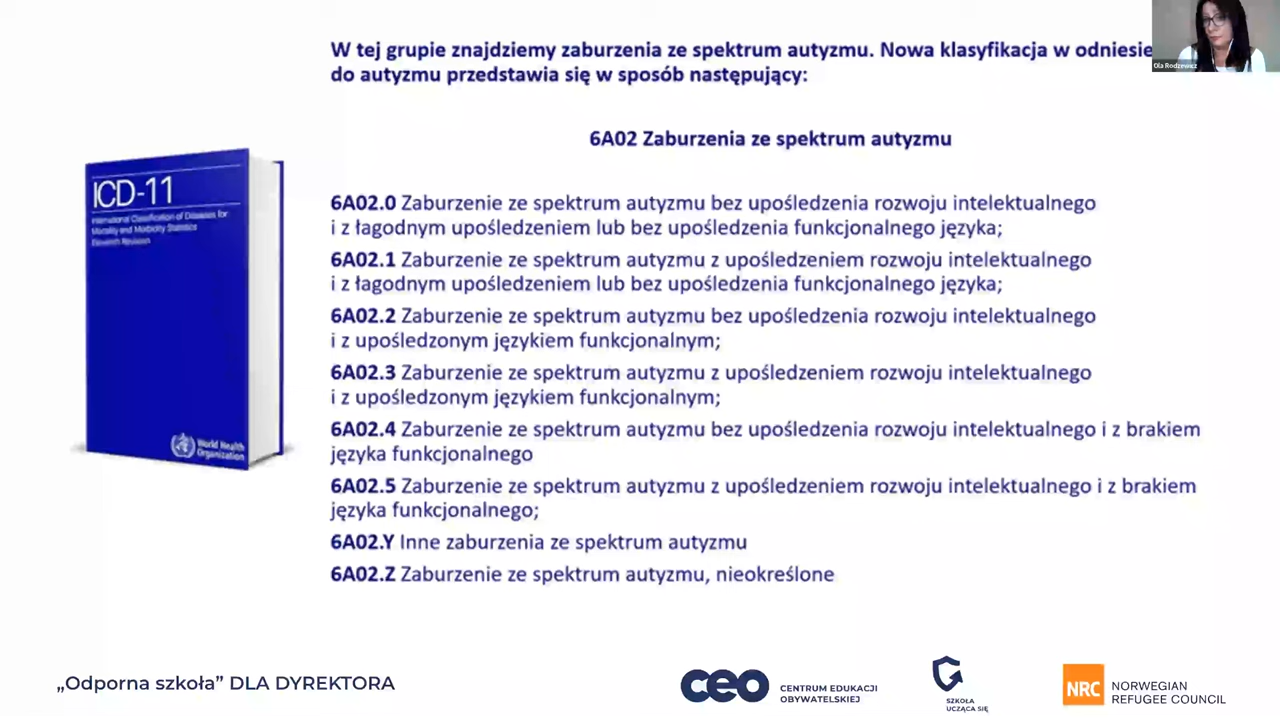 W tej grupie znajdziemy zaburzenia ze spektrum autyzmu. Nowa klasyfikacja w
do autyzmu przedstawia się w sposób następujący:
Ola Rodzewicz
6A02 Zaburzenia ze spektrum autyzmu
ICD-11
International Classification of Diseases for
Mortality and Morbidity Statistics
Eleventh Revision
World Health
Organization
6A02.0 Zaburzenie ze spektrum autyzmu bez upośledzenia rozwoju intelektualnego
i z łagodnym upośledzeniem lub bez upośledzenia funkcjonalnego języka;
6A02.1 Zaburzenie ze spektrum autyzmu z upośledzeniem rozwoju intelektualnego
i z łagodnym upośledzeniem lub bez upośledzenia funkcjonalnego języka;
6A02.2 Zaburzenie ze spektrum autyzmu bez upośledzenia rozwoju intelektualnego
i z upośledzonym językiem funkcjonalnym;
6A02.3 Zaburzenie ze spektrum autyzmu z upośledzeniem rozwoju intelektualnego
i z upośledzonym językiem funkcjonalnym;
6A02.4 Zaburzenie ze spektrum autyzmu bez upośledzenia rozwoju intelektualnego i z brakiem
języka funkcjonalnego
6A02.5 Zaburzenie ze spektrum autyzmu z upośledzeniem rozwoju intelektualnego i z brakiem
języka funkcjonalnego;
6A02.Y Inne zaburzenia ze spektrum autyzmu
6A02.Z Zaburzenie ze spektrum autyzmu, nieokreślone
„Odporna szkoła” DLA DYREKTORA
ceo
CENTRUM EDUKACJI
OBYWATELSKIEJ
SZKOŁA
UCZĄCA SIĘ
NRC
NORWEGIAN
REFUGEE COUNCIL